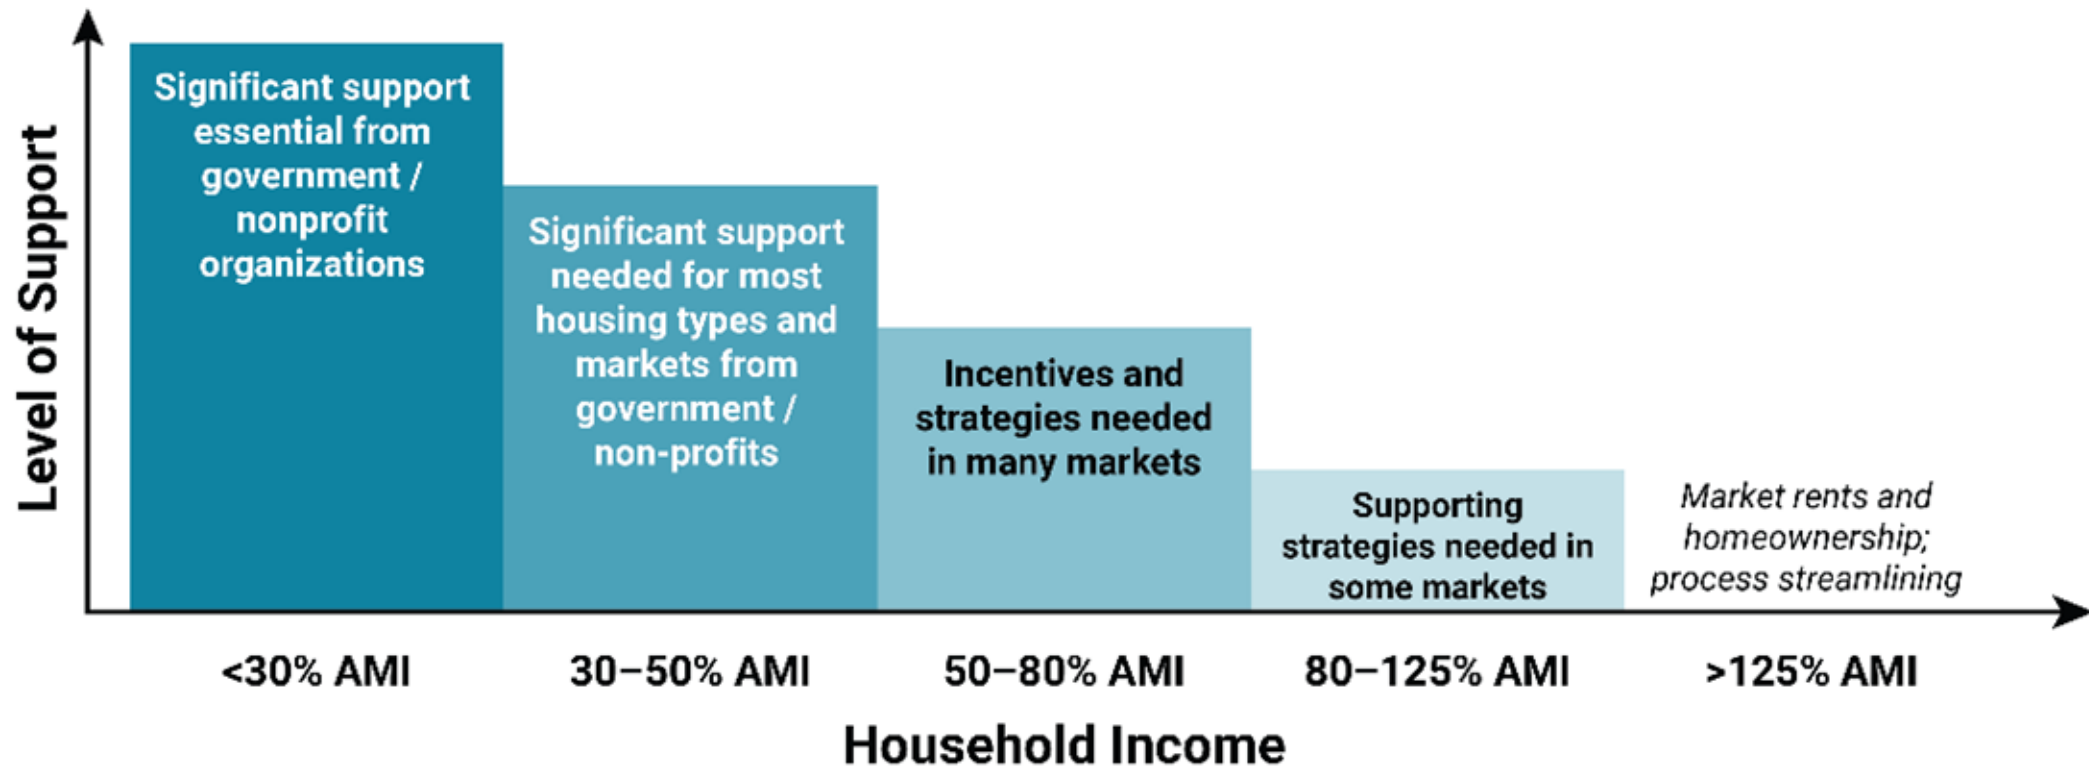 Level of Support
Significant support
essential from
government /
nonprofit
organizations
Significant support
needed for most
housing types and
markets from
government /
non-profits
Incentives and
strategies needed
in many markets
Supporting
strategies needed in
some markets
Market rents and
homeownership;
process streamlining
<30% AMI
30–50% AMI
50–80% AMI
80–125% AMI
>125% AMI
Household Income